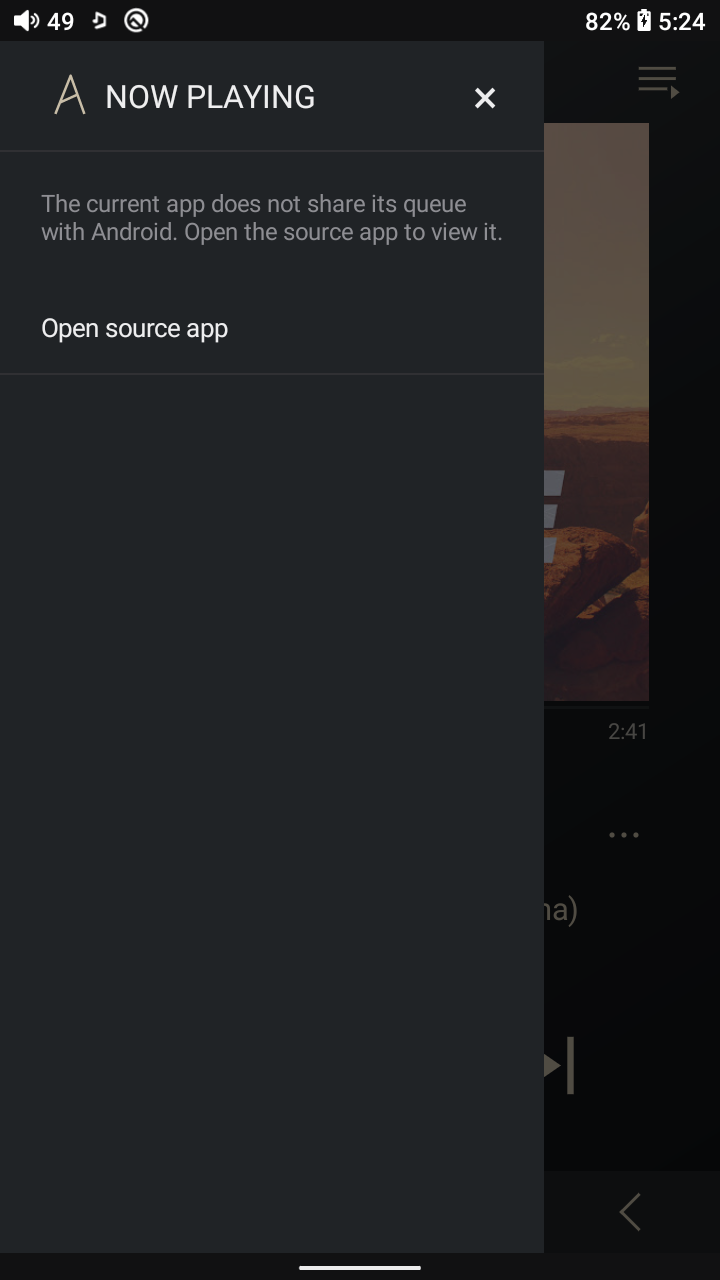 49
82% 5:24
NOW PLAYING
The current app does not share its queue
with Android. Open the source app to view it.
Open source app
2:41
na)